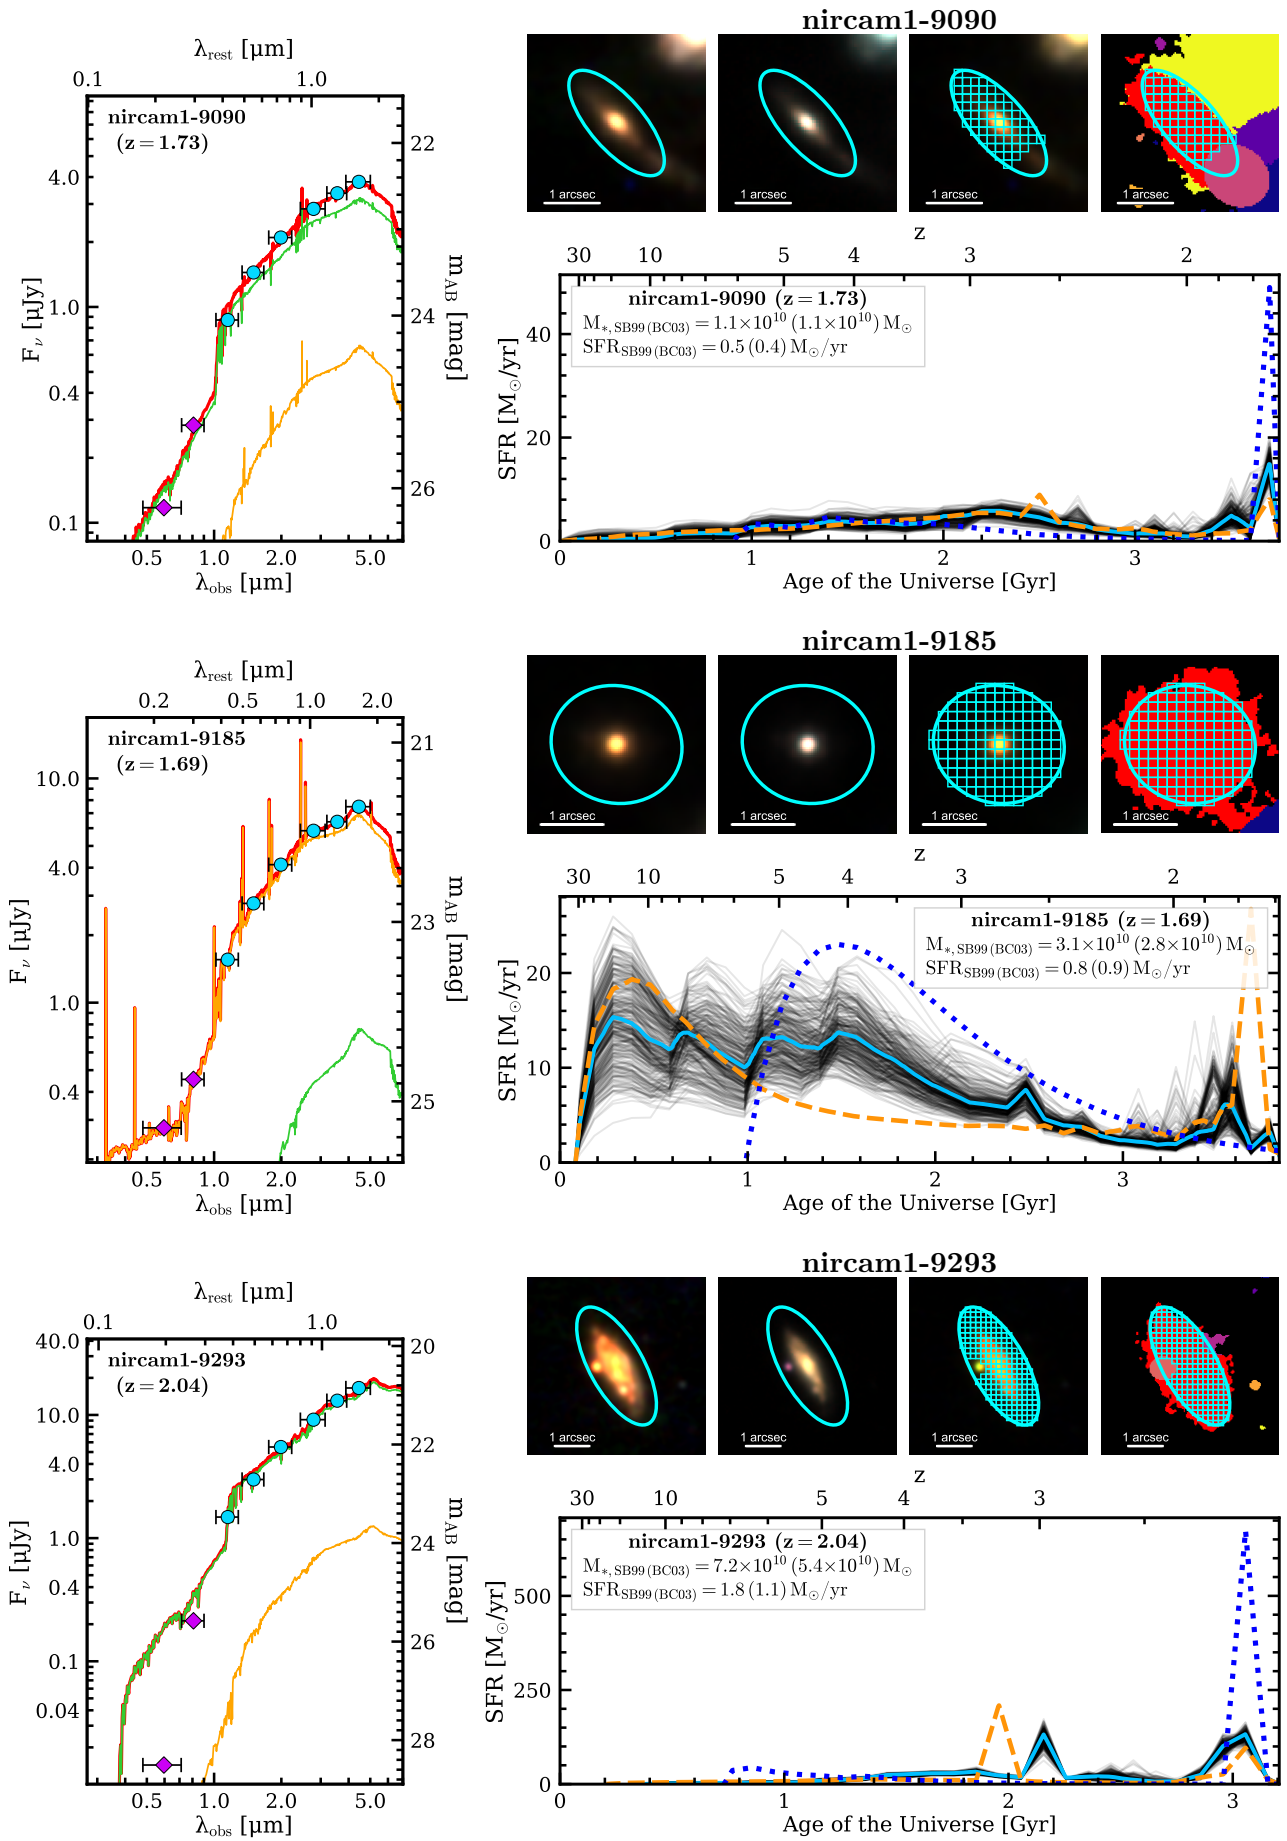 nircam1-9090
λrest [μm]
0.1 1.0
nircam1-9090
(z = 1.73)
4.0
1.0
0.4
0.1
Fν [μJy]
22
24
26
mAB [mag]
0.5 1.0 2.0 5.0
λobs [μm]
1 arcsec 1 arcsec 1 arcsec 1 arcsec
z
30 10 5 4 3 2
nircam1-9090 (z = 1.73)
M*,SB99(BC03) = 1.1×10^10 (1.1×10^10) M⊙
SFRSB99(BC03) = 0.5 (0.4) M⊙/yr
40
20
0
SFR [M⊙/yr]
0 1 2 3
Age of the Universe [Gyr]
nircam1-9185
λrest [μm]
0.2 0.5 1.0 2.0
nircam1-9185
(z = 1.69)
10.0
4.0
1.0
0.4
Fν [μJy]
21
23
25
mAB [mag]
0.5 1.0 2.0 5.0
λobs [μm]
1 arcsec 1 arcsec 1 arcsec 1 arcsec
z
30 10 5 4 3 2
nircam1-9185 (z = 1.69)
M*,SB99(BC03) = 3.1×10^10 (2.8×10^10) M⊙
SFRSB99(BC03) = 0.8 (0.9) M⊙/yr
20
10
0
SFR [M⊙/yr]
0 1 2 3
Age of the Universe [Gyr]
nircam1-9293
λrest [μm]
0.1 1.0
nircam1-9293
(z = 2.04)
40.0
10.0
4.0
1.0
0.4
0.1
0.04
Fν [μJy]
20
22
24
26
28
mAB [mag]
0.5 1.0 2.0 5.0
λobs [μm]
1 arcsec 1 arcsec 1 arcsec 1 arcsec
z
30 10 5 4 3
nircam1-9293 (z = 2.04)
M*,SB99(BC03) = 7.2×10^10 (5.4×10^10) M⊙
SFRSB99(BC03) = 1.8 (1.1) M⊙/yr
500
250
0
SFR [M⊙/yr]
0 1 2 3
Age of the Universe [Gyr]